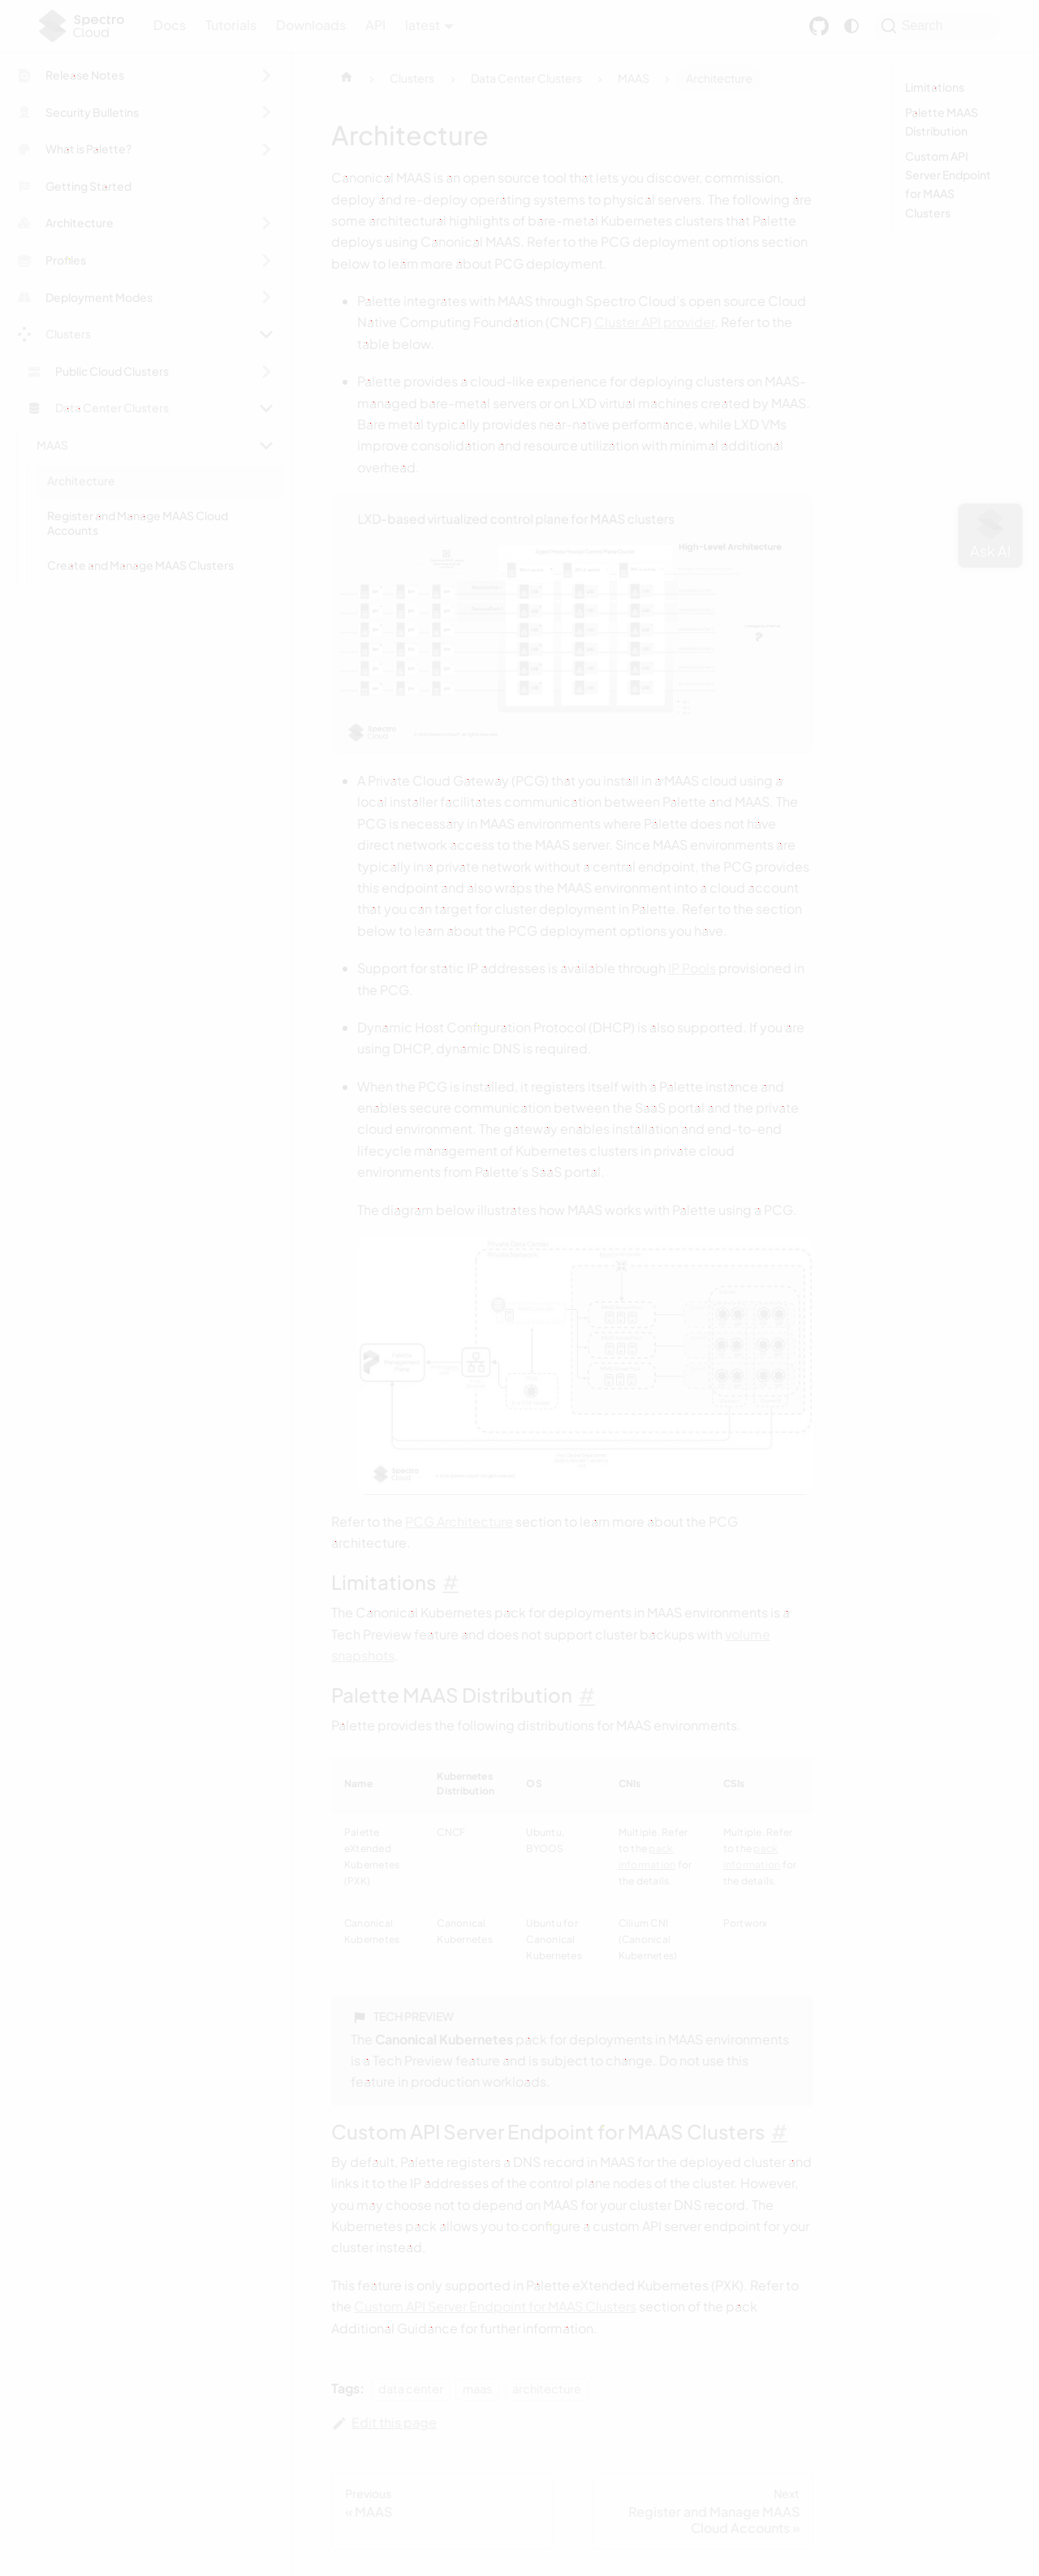 Spectro Cloud
Docs Tutorials Downloads API latest
Search
Release Notes
Security Bulletins
What is Palette?
Getting Started
Architecture
Profiles
Deployment Modes
Clusters
Public Cloud Clusters
Data Center Clusters
MAAS
Architecture
Register and Manage MAAS Cloud
Accounts
Create and Manage MAAS Clusters
Clusters Data Center Clusters MAAS Architecture
Architecture
Canonical MAAS is an open source tool that lets you discover, commission,
deploy and re-deploy operating systems to physical servers. The following are
some architectural highlights of bare-metal Kubernetes clusters that Palette
deploys using Canonical MAAS. Refer to the PCG deployment options section
below to learn more about PCG deployment.
• Palette integrates with MAAS through Spectro Cloud's open source Cloud
Native Computing Foundation (CNCF) Cluster API provider. Refer to the
table below.
• Palette provides a cloud-like experience for deploying clusters on MAAS-
managed bare-metal servers or on LXD virtual machines created by MAAS.
Bare metal typically provides near-native performance, while LXD VMs
improve consolidation and resource utilization with minimal additional
overhead.
LXD-based virtualized control plane for MAAS clusters
High-Level Architecture
Spectro Cloud
• A Private Cloud Gateway (PCG) that you install in a MAAS cloud using a
local installer facilitates communication between Palette and MAAS. The
PCG is necessary in MAAS environments where Palette does not have
direct network access to the MAAS server. Since MAAS environments are
typically in a private network without a central endpoint, the PCG provides
this endpoint and also wraps the MAAS environment into a cloud account
that you can target for cluster deployment in Palette. Refer to the section
below to learn about the PCG deployment options you have.
• Support for static IP addresses is available through IP Pools provisioned in
the PCG.
• Dynamic Host Configuration Protocol (DHCP) is also supported. If you are
using DHCP, dynamic DNS is required.
• When the PCG is installed, it registers itself with a Palette instance and
enables secure communication between the SaaS portal and the private
cloud environment. The gateway enables installation and end-to-end
lifecycle management of Kubernetes clusters in private cloud
environments from Palette's SaaS portal.
The diagram below illustrates how MAAS works with Palette using a PCG.
Spectro Cloud
Refer to the PCG Architecture section to learn more about the PCG
architecture.
Limitations #
The Canonical Kubernetes pack for deployments in MAAS environments is a
Tech Preview feature and does not support cluster backups with volume
snapshots.
Palette MAAS Distribution #
Palette provides the following distributions for MAAS environments.
Name Kubernetes Distribution OS CNIs CSIs
Palette eXtended Kubernetes (PXK) CNCF Ubuntu, BYOOS Multiple. Refer to the pack information for the details. Multiple. Refer to the pack information for the details.
Canonical Kubernetes Canonical Kubernetes Ubuntu for Canonical Kubernetes Cilium CNI (Canonical Kubernetes) Portworx
TECH PREVIEW
The Canonical Kubernetes pack for deployments in MAAS environments
is a Tech Preview feature and is subject to change. Do not use this
feature in production workloads.
Custom API Server Endpoint for MAAS Clusters #
By default, Palette registers a DNS record in MAAS for the deployed cluster and
links it to the IP addresses of the control plane nodes of the cluster. However,
you may choose not to depend on MAAS for your cluster DNS record. The
Kubernetes pack allows you to configure a custom API server endpoint for your
cluster instead.
This feature is only supported in Palette eXtended Kubernetes (PXK). Refer to
the Custom API Server Endpoint for MAAS Clusters section of the pack
Additional Guidance for further information.
Tags: data center maas architecture
Edit this page
Previous
« MAAS
Next
Register and Manage MAAS
Cloud Accounts »
Limitations
Palette MAAS
Distribution
Custom API
Server Endpoint
for MAAS
Clusters
Ask AI